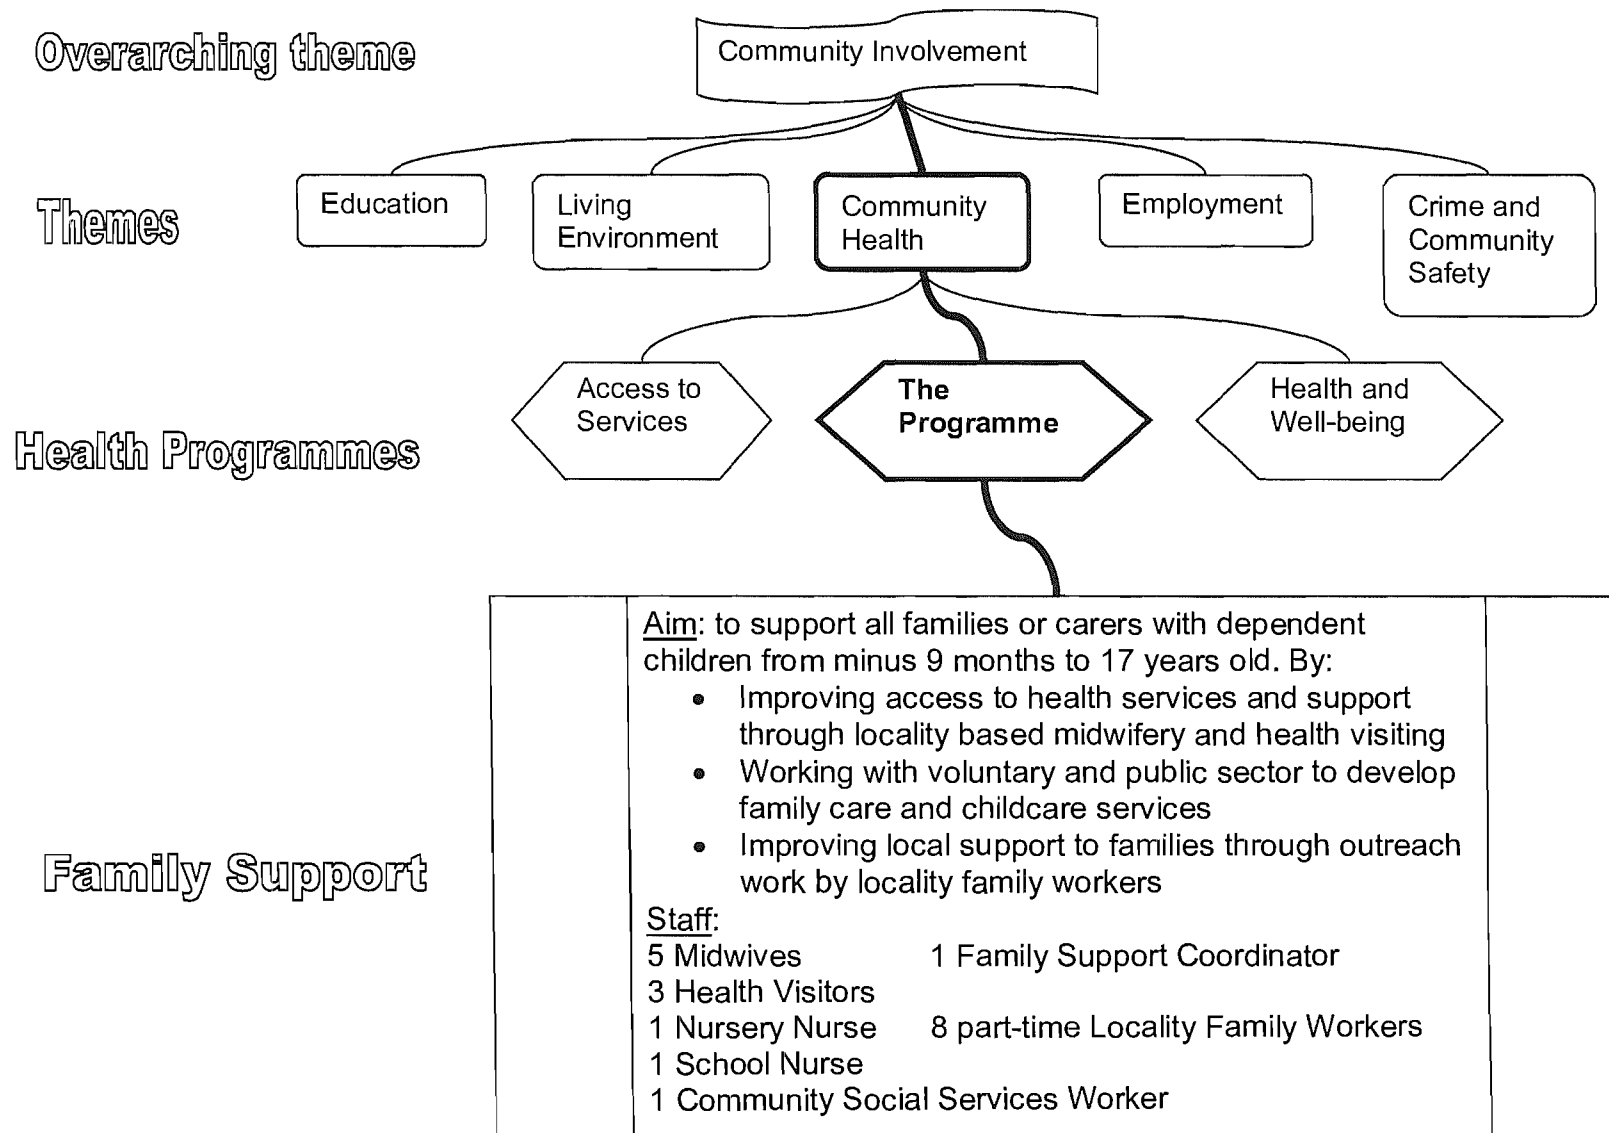 Overarching theme
Community Involvement
Themes
Education
Living
Environment
Community
Health
Employment
Crime and
Community
Safety
Health Programmes
Access to
Services
The
Programme
Health and
Well-being
Family Support
Aim: to support all families or carers with dependent
children from minus 9 months to 17 years old. By:
• Improving access to health services and support
through locality based midwifery and health visiting
• Working with voluntary and public sector to develop
family care and childcare services
• Improving local support to families through outreach
work by locality family workers
Staff:
5 Midwives 1 Family Support Coordinator
3 Health Visitors
1 Nursery Nurse 8 part-time Locality Family Workers
1 School Nurse
1 Community Social Services Worker